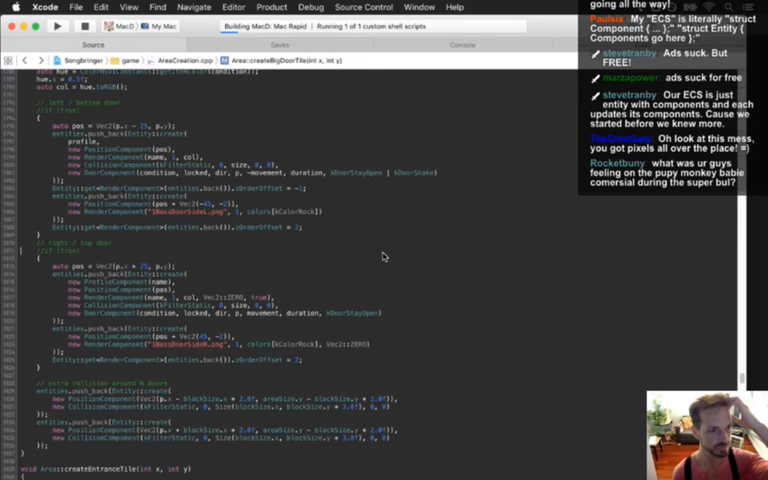 Xcode File Edit View Find Navigate Editor Product Debug Source Control Window Help
MacD My Mac
Building MacD: Mac Rapid | Running 1 of 1 custom shell scripts
Source Saves Console
Songbringer game AreaCreation.cpp Area::createBigDoorTile(int x, int y)
hue.s = 0.5f;
auto col = hue.toRGB();
// left / bottom door
//if (true)
{
auto pos = Vec2(p.x - 25, p.y);
entities.push_back(Entity::create(
profile,
new PositionComponent(pos),
new RenderComponent(name, 1, col),
new CollisionComponent(kFilterStatic, 0, size, 0, 0),
new DoorComponent(condition, locked, dir, p, -movement, duration, kDoorStayOpen | kDoorShake)
));
Entity::get<RenderComponent>(entities.back()).zOrderOffset = -1;
entities.push_back(Entity::create(
new PositionComponent(pos + Vec2(-45, -2)),
new RenderComponent("1BossDoorSideL.png", 1, colors[kColorRock])
));
Entity::get<RenderComponent>(entities.back()).zOrderOffset = 2;
}
// right / top door
//if (true)
{
auto pos = Vec2(p.x + 25, p.y);
entities.push_back(Entity::create(
new ProfileComponent(name),
new PositionComponent(pos),
new RenderComponent(name, 1, col, Vec2::ZERO, true),
new CollisionComponent(kFilterStatic, 0, size, 0, 0),
new DoorComponent(condition, locked, dir, p, movement, duration, kDoorStayOpen)
));
entities.push_back(Entity::create(
new PositionComponent(pos + Vec2(45, -2)),
new RenderComponent("1BossDoorSideR.png", 1, colors[kColorRock], Vec2::ZERO)
));
Entity::get<RenderComponent>(entities.back()).zOrderOffset = 2;
}
// extra collision around N doors
entities.push_back(Entity::create(
new PositionComponent(Vec2(p.x - blockSize.x * 2.0f, areaSize.y - blockSize.y * 2.0f)),
new CollisionComponent(kFilterStatic, 0, Size(blockSize.x, blockSize.y * 3.0f), 0, 0)
));
entities.push_back(Entity::create(
new PositionComponent(Vec2(p.x + blockSize.x * 2.0f, areaSize.y - blockSize.y * 2.0f)),
new CollisionComponent(kFilterStatic, 0, Size(blockSize.x, blockSize.y * 3.0f), 0, 0)
));
}
void Area::createEntranceTile(int x, int y)
{
going all the way!
Paulsix: My "ECS" is literally "struct
Component { ... };" "struct Entity {
Components go here };"
stevetranby: Ads suck. But
FREE!
marzapower: ads suck for free
stevetranby: Our ECS is just
entity with components and each
updates its components. Cause we
started before we knew more.
Oh look at this mess,
you got pixels all over the place! =)
Rocketbuny: what was ur guys
feeling on the pupy monkey babie
comersial during the super bul?